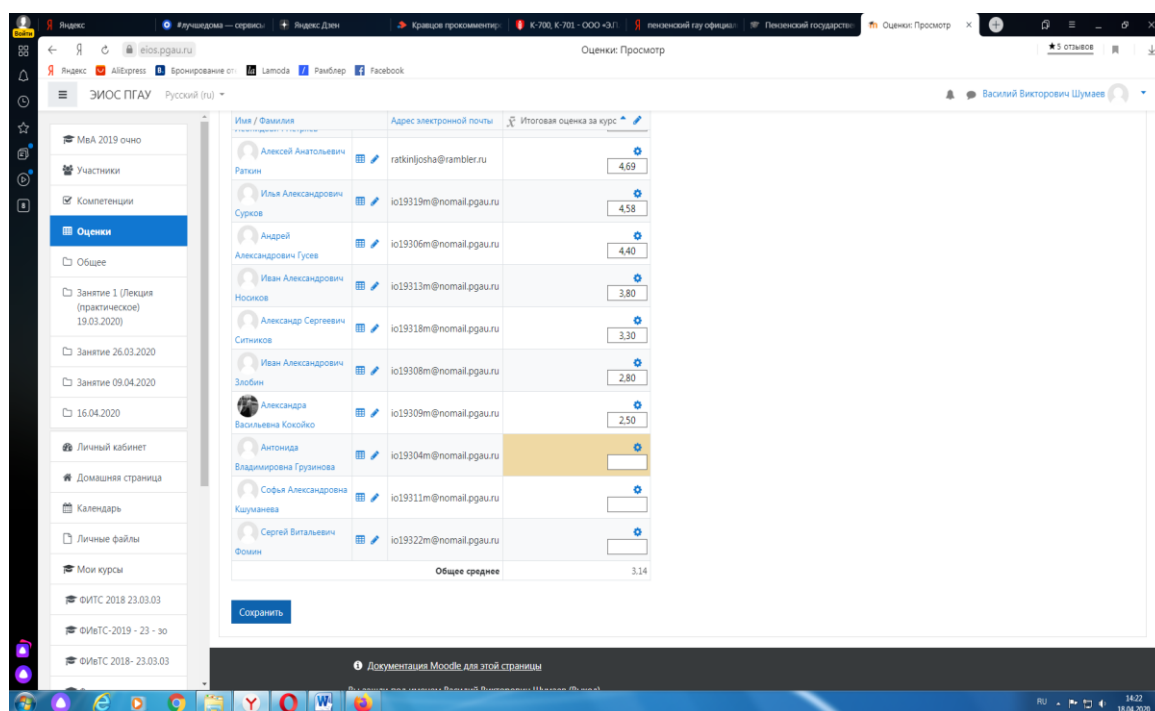 Яндекс
#лучшедома — сервисы
Яндекс Дзен
Кравцов прокомментиро
К-700, К-701 - ООО «Э.Л
пензенский гау официал
Пензенский государстве
Оценки: Просмотр
Войти
eios.pgau.ru
Оценки: Просмотр
★ 5 отзывов
Яндекс
AliExpress
Бронирование оте
Lamoda
Рамблер
Facebook
ЭИОС ПГАУ
Русский (ru)
Василий Викторович Шумаев
МвА 2019 очно
Участники
Компетенции
Оценки
Общее
Занятие 1 (Лекция
(практическое)
19.03.2020)
Занятие 26.03.2020
Занятие 09.04.2020
16.04.2020
Личный кабинет
Домашняя страница
Календарь
Личные файлы
Мои курсы
ФИТС 2018 23.03.03
ФИвТС-2019 - 23 - зо
ФИвТС 2018- 23.03.03
Имя / Фамилия
Адрес электронной почты
x̄ Итоговая оценка за курс
Алексей Анатольевич
Раткин
ratkinljosha@rambler.ru
4,69
Илья Александрович
Сурков
io19319m@nomail.pgau.ru
4,58
Андрей
Александрович Гусев
io19306m@nomail.pgau.ru
4,40
Иван Александрович
Носиков
io19313m@nomail.pgau.ru
3,80
Александр Сергеевич
Ситников
io19318m@nomail.pgau.ru
3,30
Иван Александрович
Злобин
io19308m@nomail.pgau.ru
2,80
Александра
Васильевна Кокойко
io19309m@nomail.pgau.ru
2,50
Антонида
Владимировна Грузинова
io19304m@nomail.pgau.ru
Софья Александровна
Кшуманева
io19311m@nomail.pgau.ru
Сергей Витальевич
Фомин
io19322m@nomail.pgau.ru
Общее среднее
3,14
Сохранить
Документация Moodle для этой страницы
RU
14:22
18.04.2020